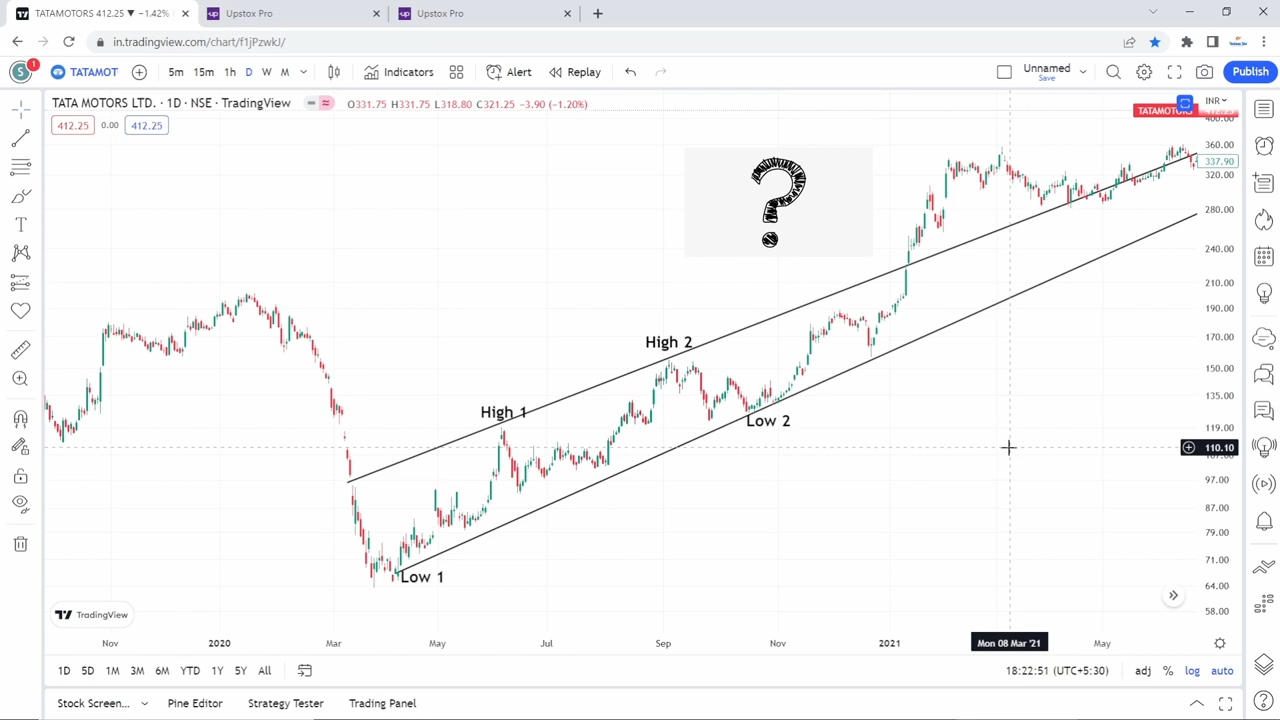 TATAMOTORS 412.25 ▼ −1.42%
Upstox Pro
Upstox Pro
in.tradingview.com/chart/f1jPzwkJ/
S 1 TATAMOT 5m 15m 1h D W M Indicators Alert Replay Unnamed Save Publish
TATA MOTORS LTD. · 1D · NSE · TradingView O331.75 H331.75 L318.80 C321.25 −3.90 (−1.20%)
INR
412.25 0.00 412.25
TATAMOTORS
400.00
360.00
337.90
320.00
280.00
240.00
210.00
190.00
170.00
150.00
135.00
119.00
110.10
97.00
87.00
79.00
71.00
64.00
58.00
?
High 2
High 1
Low 2
Low 1
TradingView
Nov 2020 Mar May Jul Sep Nov 2021 Mon 08 Mar '21 May
1D 5D 1M 3M 6M YTD 1Y 5Y All 18:22:51 (UTC+5:30) adj % log auto
Stock Screen... Pine Editor Strategy Tester Trading Panel